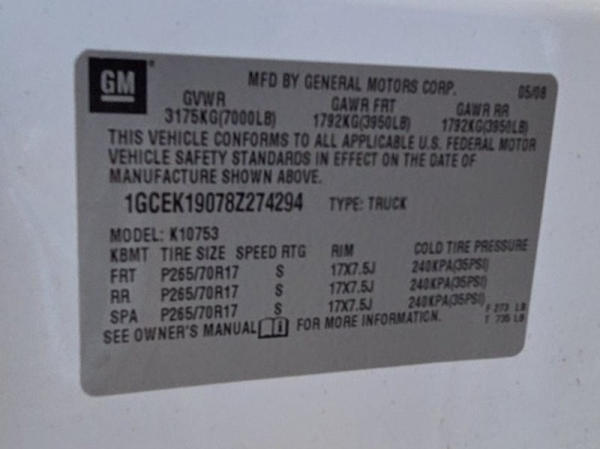 GM
MFD BY GENERAL MOTORS CORP. 05/08
GVWR GAWR FRT GAWR RR
3175KG(7000LB) 1792KG(3950LB) 1792KG(3950LB)
THIS VEHICLE CONFORMS TO ALL APPLICABLE U.S. FEDERAL MOTOR
VEHICLE SAFETY STANDARDS IN EFFECT ON THE DATE OF
MANUFACTURE SHOWN ABOVE.
1GCEK19078Z274294 TYPE: TRUCK
MODEL: K10753
KBMT TIRE SIZE SPEED RTG RIM COLD TIRE PRESSURE
FRT P265/70R17 S 17X7.5J 240KPA(35PSI)
RR P265/70R17 S 17X7.5J 240KPA(35PSI)
SPA P265/70R17 S 17X7.5J 240KPA(35PSI)
F 273 LB
SEE OWNER'S MANUAL FOR MORE INFORMATION. T 735 LB